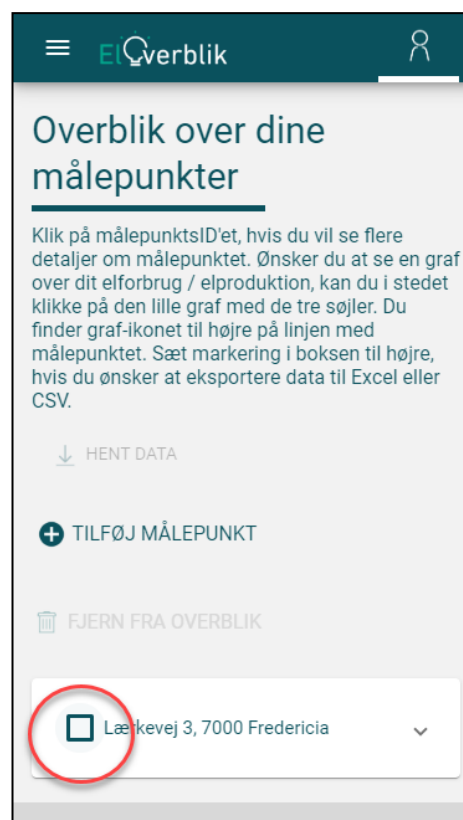 ElOverblik
Overblik over dine
målepunkter
Klik på målepunktsID'et, hvis du vil se flere
detaljer om målepunktet. Ønsker du at se en graf
over dit elforbrug / elproduktion, kan du i stedet
klikke på den lille graf med de tre søjler. Du
finder graf-ikonet til højre på linjen med
målepunktet. Sæt markering i boksen til højre,
hvis du ønsker at eksportere data til Excel eller
CSV.
HENT DATA
TILFØJ MÅLEPUNKT
FJERN FRA OVERBLIK
Lærkevej 3, 7000 Fredericia